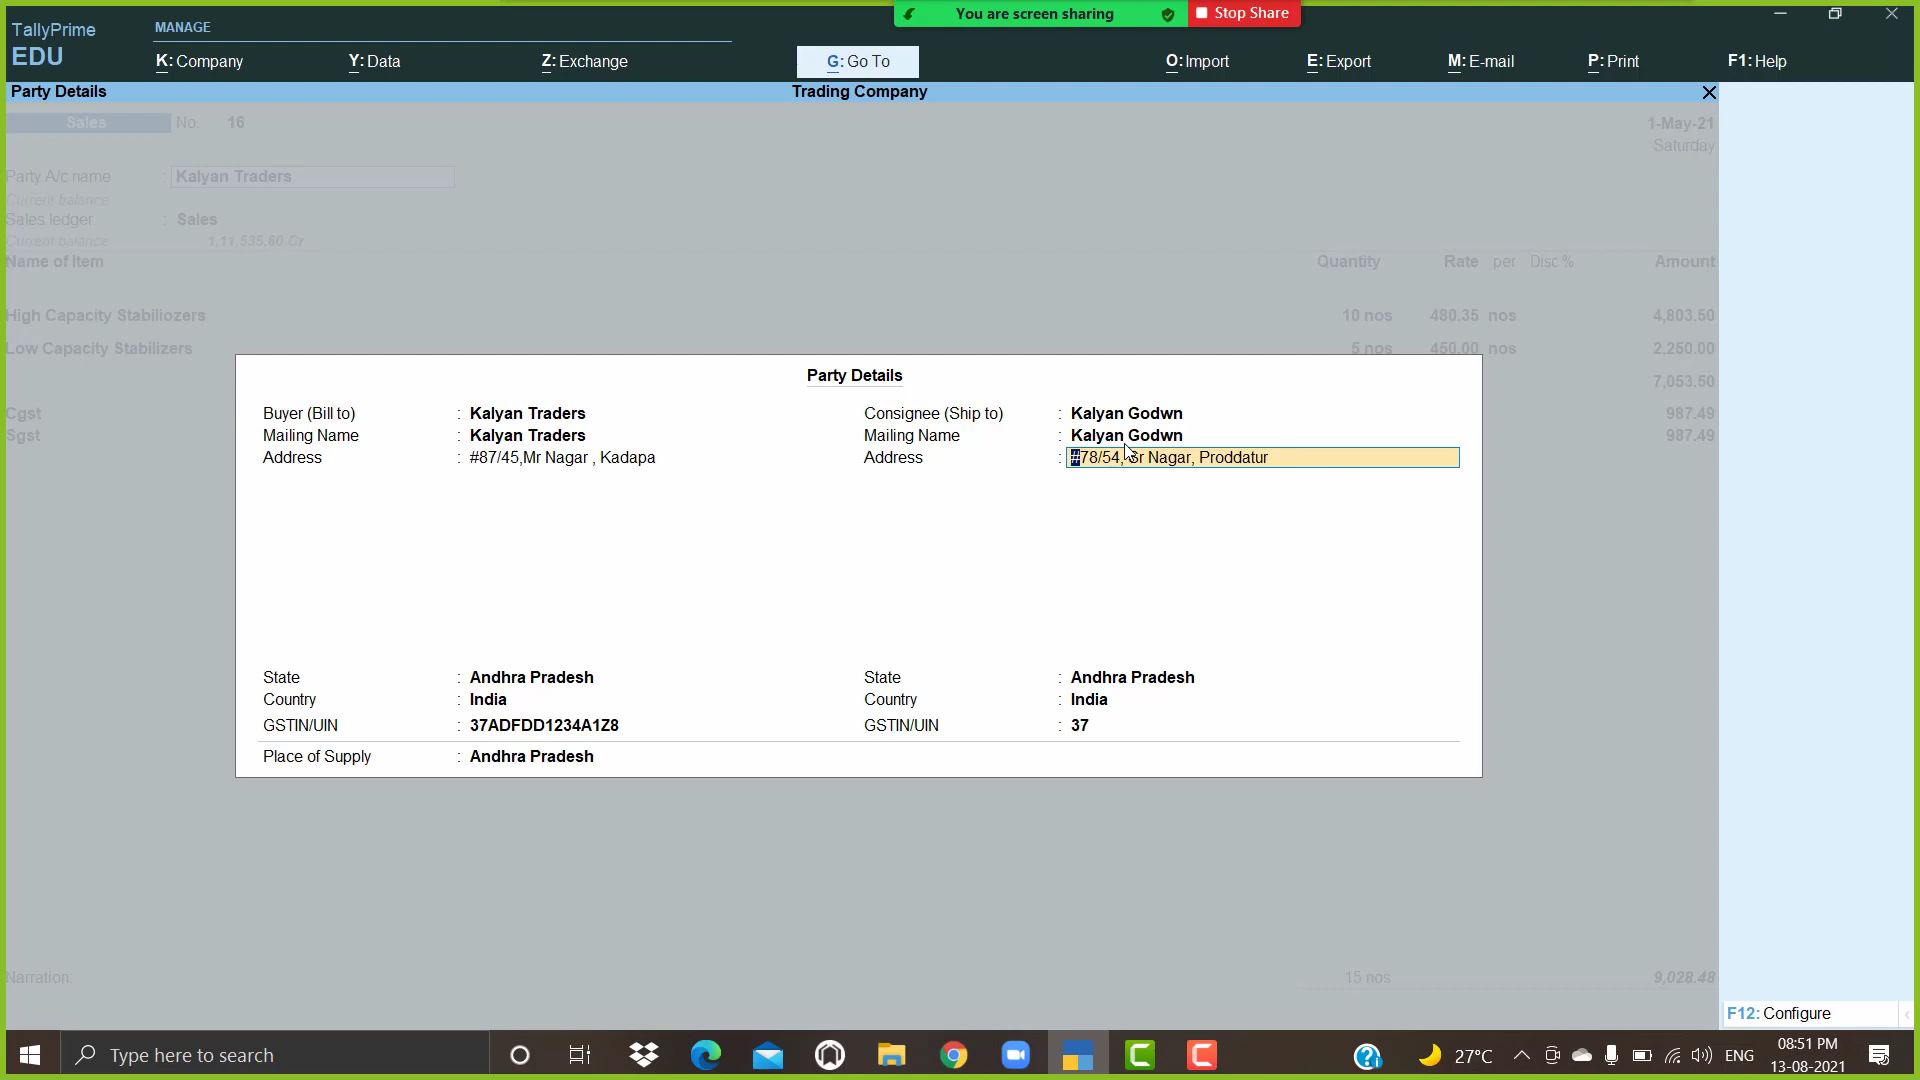 You are screen sharing
Stop Share
TallyPrime
EDU
MANAGE
K: Company
Y: Data
Z: Exchange
G: Go To
O: Import
E: Export
M: E-mail
P: Print
F1: Help
Party Details
Trading Company
Sales No. 16
1-May-21
Saturday
Party A/c name : Kalyan Traders
Current balance
Sales ledger : Sales
Current balance 1,11,535.60 Cr
Name of Item Quantity Rate per Disc % Amount
High Capacity Stabiliozers 10 nos 480.35 nos 4,803.50
Low Capacity Stabilizers 5 nos 450.00 nos 2,250.00
7,053.50
Cgst 987.49
Sgst 987.49
Party Details
Buyer (Bill to) : Kalyan Traders Consignee (Ship to) : Kalyan Godwn
Mailing Name : Kalyan Traders Mailing Name : Kalyan Godwn
Address : #87/45,Mr Nagar , Kadapa Address : #78/54, Sr Nagar, Proddatur
State : Andhra Pradesh State : Andhra Pradesh
Country : India Country : India
GSTIN/UIN : 37ADFDD1234A1Z8 GSTIN/UIN : 37
Place of Supply : Andhra Pradesh
Narration: 15 nos 9,028.48
F12: Configure
Type here to search
27°C
ENG
08:51 PM
13-08-2021